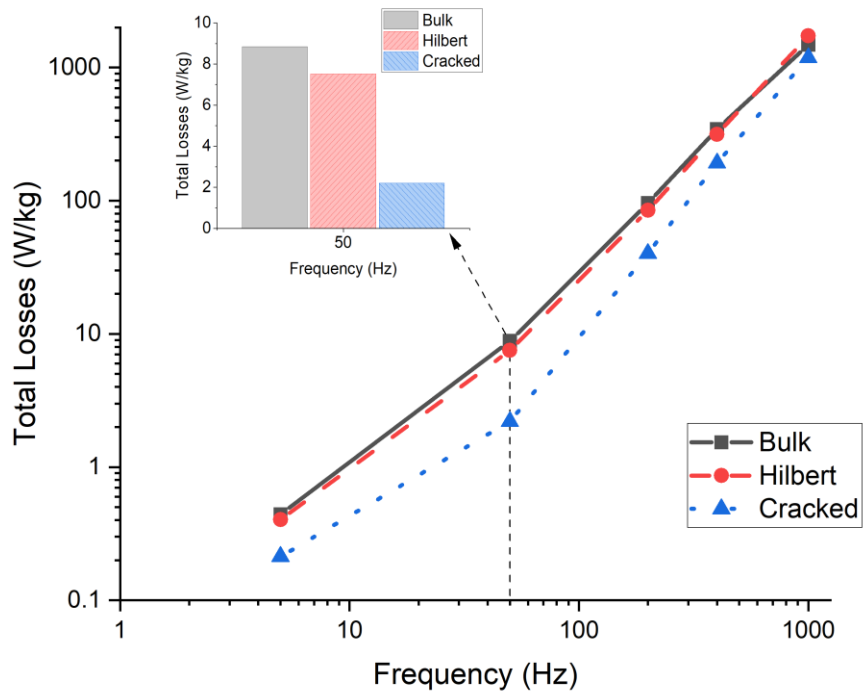 10
8
6
4
2
0
Total Losses (W/kg)
50
Frequency (Hz)
Bulk
Hilbert
Cracked
1000
100
10
1
0.1
Total Losses (W/kg)
Bulk
Hilbert
Cracked
1
10
100
1000
Frequency (Hz)